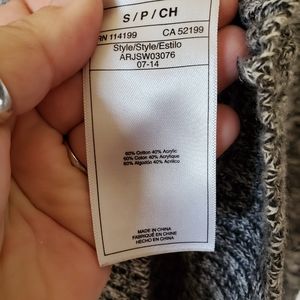 S / P / CH
RN 114199 CA 52199
Style/Style/Estilo
ARJSW03076
07-14
60% Cotton 40% Acrylic
60% Coton 40% Acrylique
60% Algodón 40% Acrílico
MADE IN CHINA
FABRIQUÉ EN CHINE
HECHO EN CHINA